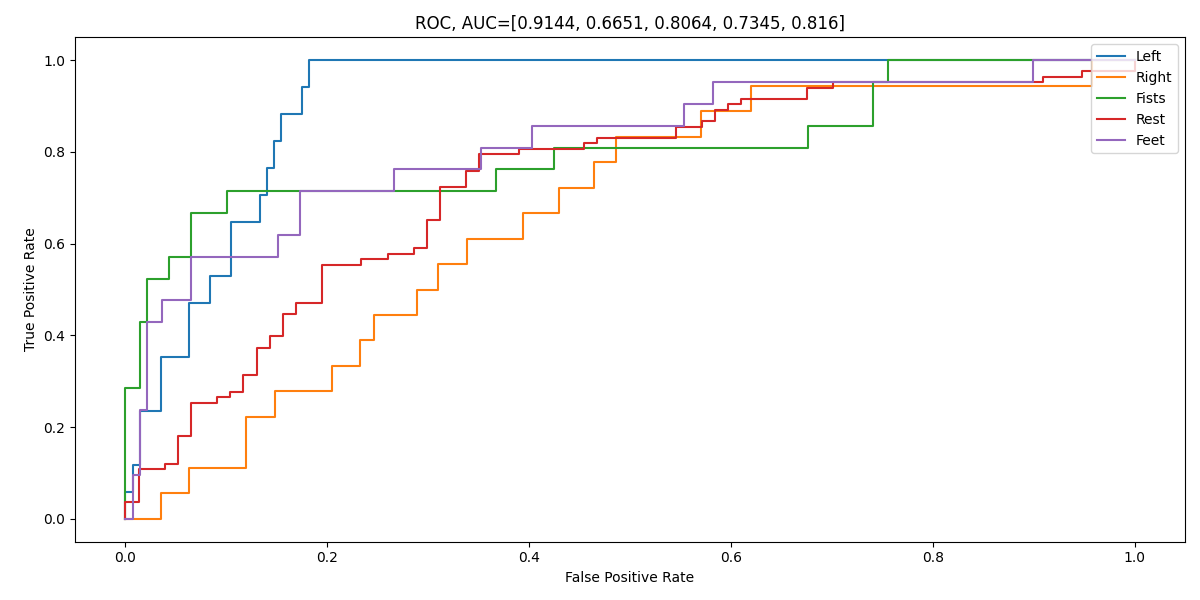 ROC, AUC=[0.9144, 0.6651, 0.8064, 0.7345, 0.816]
Left
Right
Fists
Rest
Feet
True Positive Rate
1.0
0.8
0.6
0.4
0.2
0.0
0.0 0.2 0.4 0.6 0.8 1.0
False Positive Rate